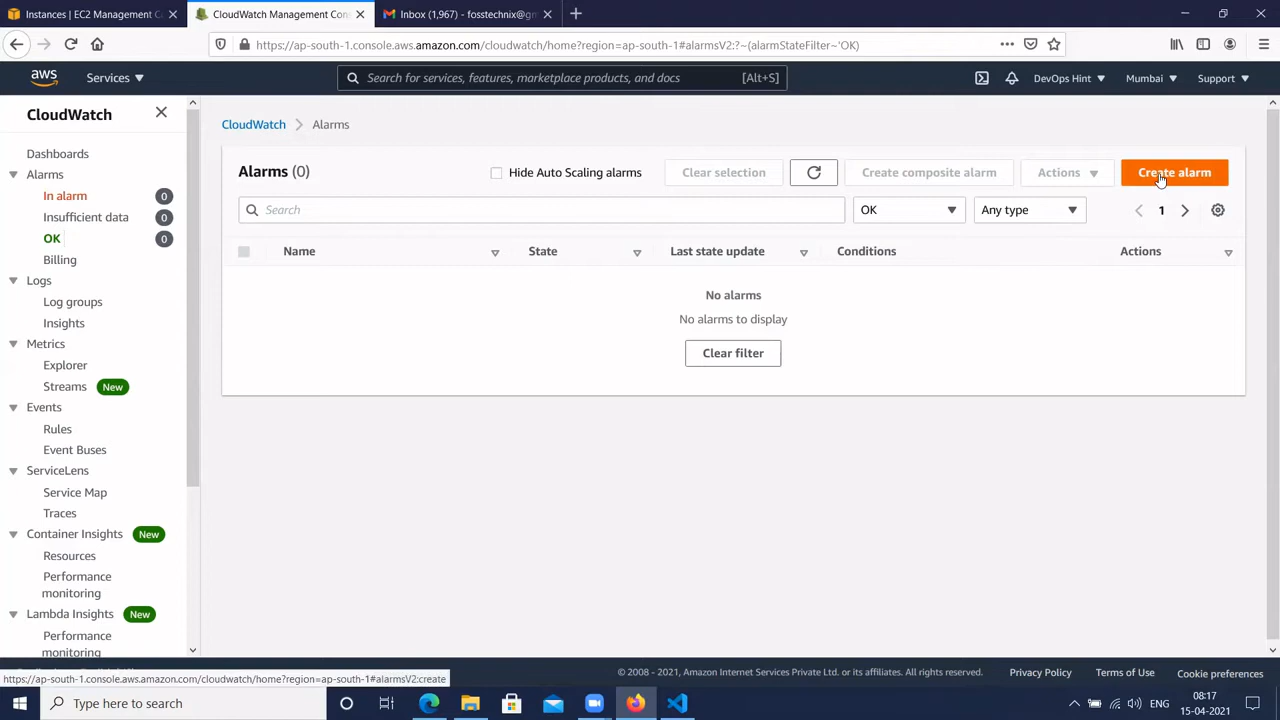 Instances | EC2 Management C
CloudWatch Management Con
Inbox (1,967) - fosstechnix@gm
https://ap-south-1.console.aws.amazon.com/cloudwatch/home?region=ap-south-1#alarmsV2:?~(alarmStateFilter~'OK)
aws
Services
Search for services, features, marketplace products, and docs
[Alt+S]
DevOps Hint
Mumbai
Support
CloudWatch
Dashboards
Alarms
In alarm 0
Insufficient data 0
OK 0
Billing
Logs
Log groups
Insights
Metrics
Explorer
Streams New
Events
Rules
Event Buses
ServiceLens
Service Map
Traces
Container Insights New
Resources
Performance
monitoring
Lambda Insights New
Performance
monitoring
CloudWatch > Alarms
Alarms (0)
Hide Auto Scaling alarms
Clear selection
Create composite alarm
Actions
Create alarm
Search
OK
Any type
1
Name
State
Last state update
Conditions
Actions
No alarms
No alarms to display
Clear filter
https://ap-south-1.console.aws.amazon.com/cloudwatch/home?region=ap-south-1#alarmsV2:create
© 2008 - 2021, Amazon Internet Services Private Ltd. or its affiliates. All rights reserved.
Privacy Policy
Terms of Use
Cookie preferences
Type here to search
ENG
08:17
15-04-2021